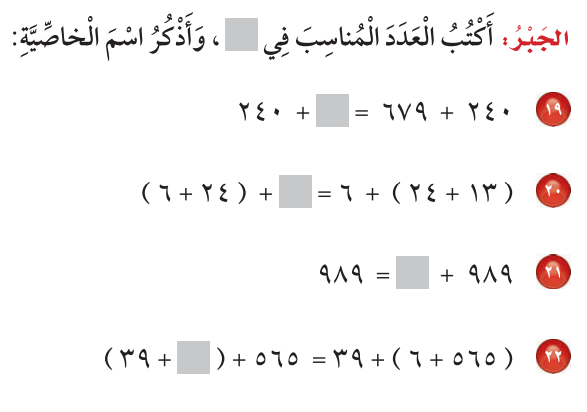 الجَبْرُ: أَكْتُبُ الْعَدَدَ الْمُناسِبَ فِي ، وَأَذْكُرُ اسْمَ الْخاصِّيَّةِ:
١٩ ٢٤٠ + ٦٧٩ = + ٢٤٠
٢٠ ( ١٣ + ٢٤ ) + ٦ = + ( ٢٤ + ٦ )
٢١ ٩٨٩ + = ٩٨٩
٢٢ ( ٥٦٥ + ٦ ) + ٣٩ = ٥٦٥ + ( + ٣٩ )